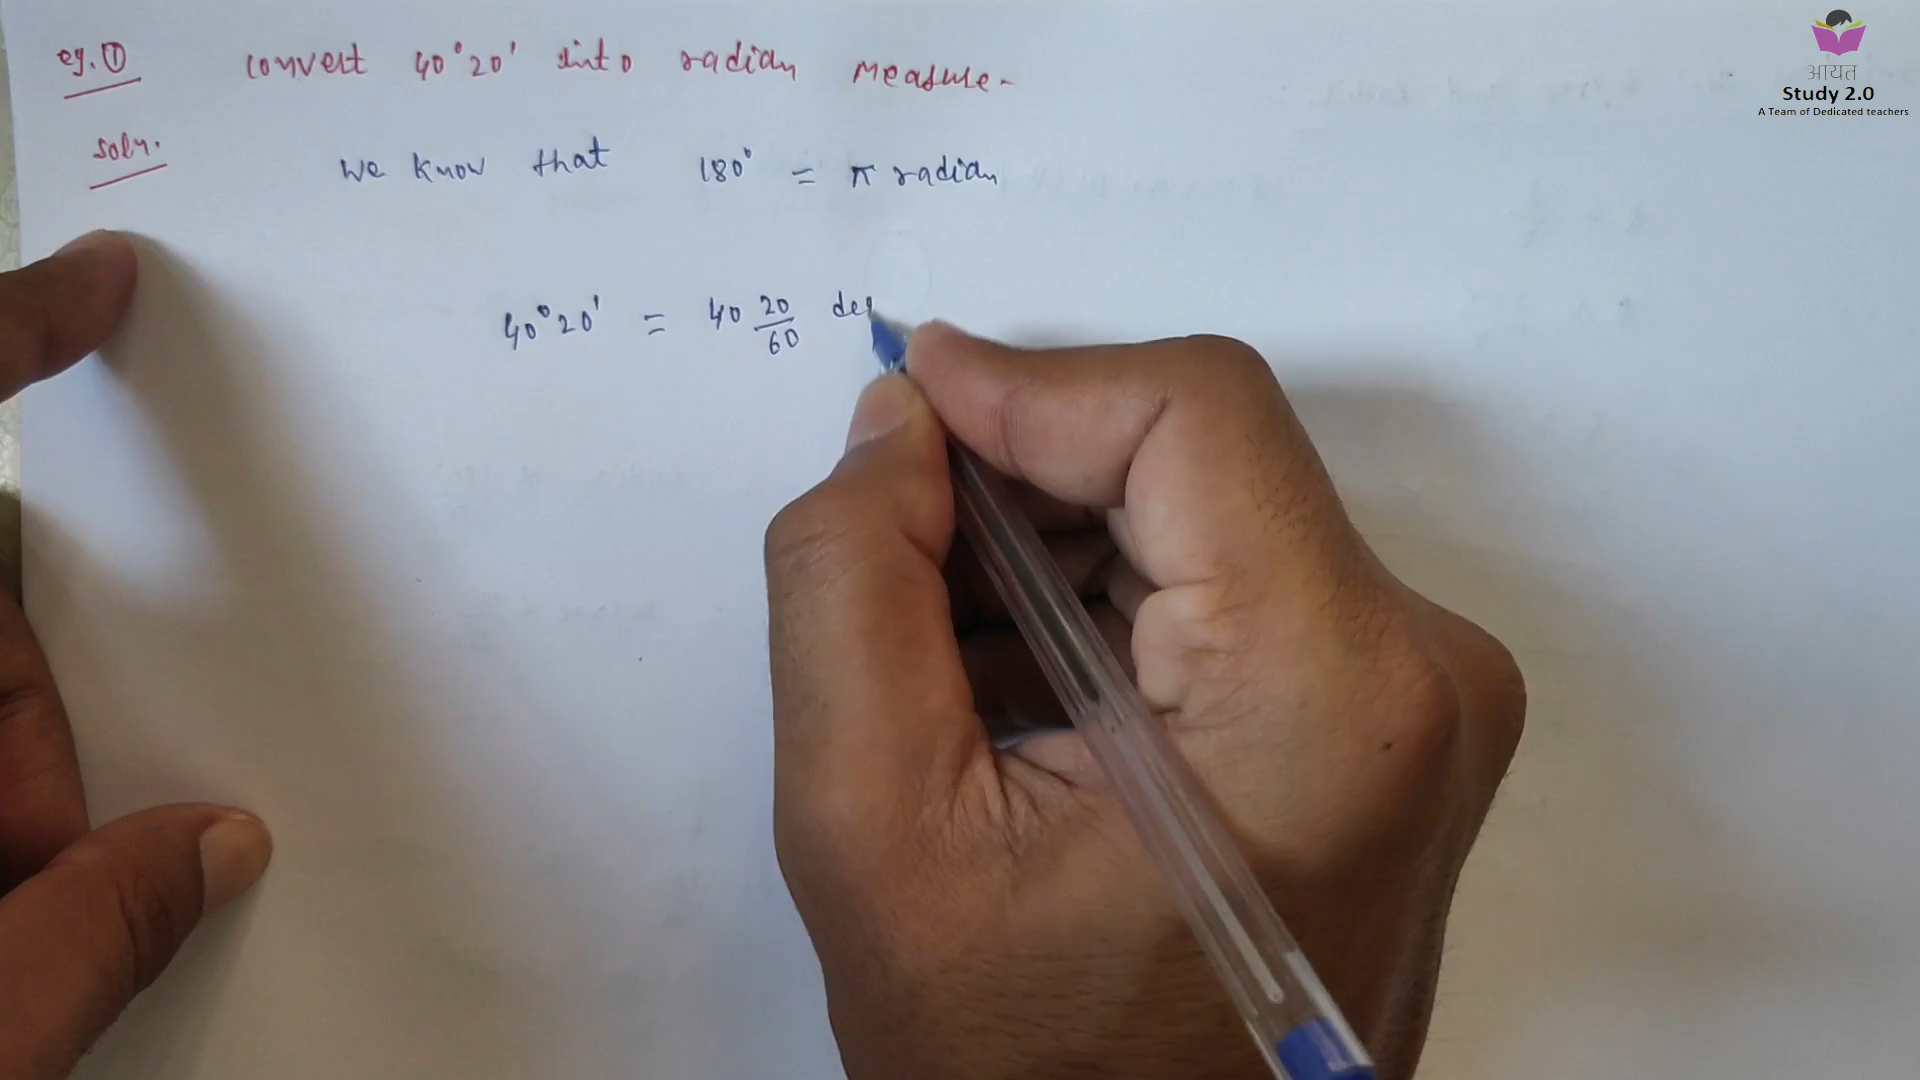 eg. ① convert 40°20' into radian measure.
soln.
we know that 180° = π radian
40°20' = 40 20/60 deg
आयत
Study 2.0
A Team of Dedicated teachers